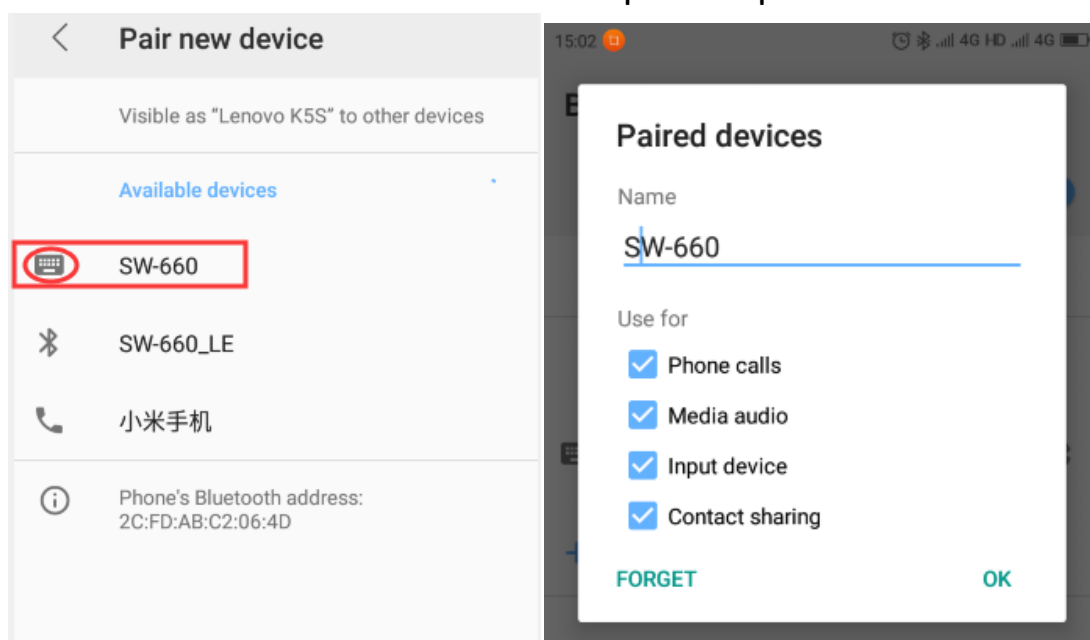 Pair new device
Visible as "Lenovo K5S" to other devices
Available devices
SW-660
SW-660_LE
小米手机
Phone's Bluetooth address:
2C:FD:AB:C2:06:4D
15:02
4G HD 4G
Paired devices
Name
SW-660
Use for
Phone calls
Media audio
Input device
Contact sharing
FORGET
OK